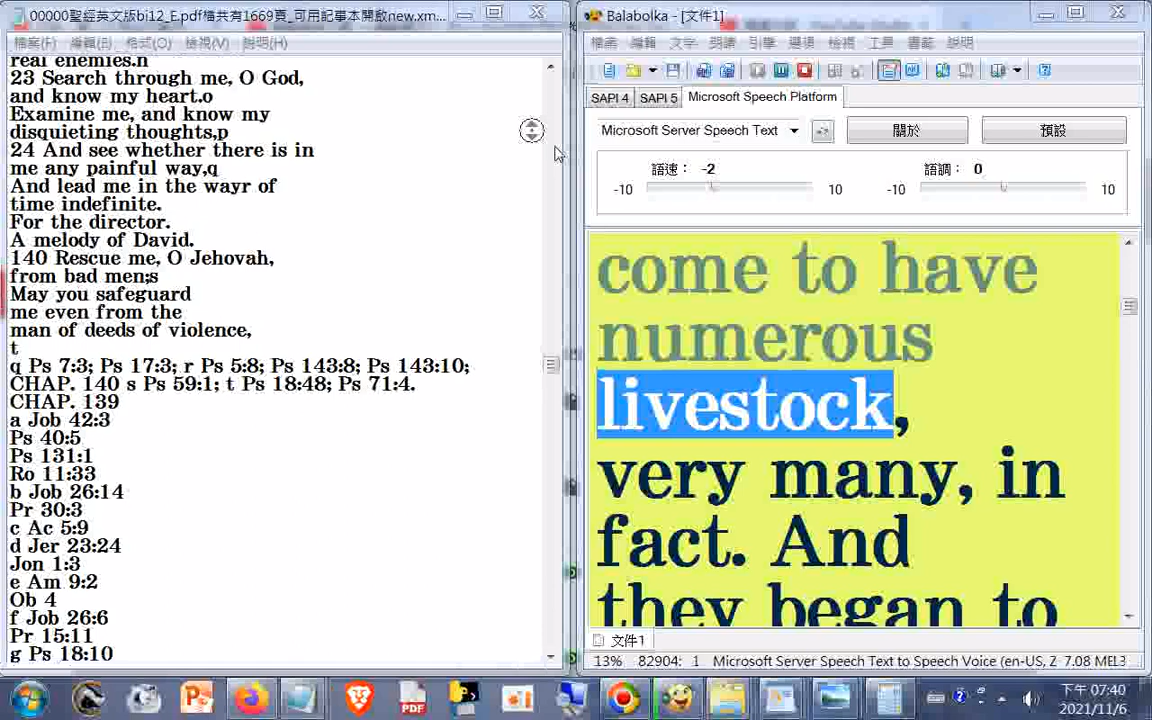 00000聖經英文版bi12_E.pdf檔共有1669頁_可用記事本開啟new.xm...
檔案(F) 編輯(E) 格式(O) 檢視(V) 說明(H)
real enemies.n
23 Search through me, O God,
and know my heart.o
Examine me, and know my
disquieting thoughts,p
24 And see whether there is in
me any painful way,q
And lead me in the wayr of
time indefinite.
For the director.
A melody of David.
140 Rescue me, O Jehovah,
from bad men;s
May you safeguard
me even from the
man of deeds of violence,
t
q Ps 7:3; Ps 17:3; r Ps 5:8; Ps 143:8; Ps 143:10;
CHAP. 140 s Ps 59:1; t Ps 18:48; Ps 71:4.
CHAP. 139
a Job 42:3
Ps 40:5
Ps 131:1
Ro 11:33
b Job 26:14
Pr 30:3
c Ac 5:9
d Jer 23:24
Jon 1:3
e Am 9:2
Ob 4
f Job 26:6
Pr 15:11
g Ps 18:10
Balabolka - [文件1]
檔案 編輯 文字 朗讀 引擎 選項 檢視 工具 書籤 說明
SAPI 4 SAPI 5 Microsoft Speech Platform
Microsoft Server Speech Text 關於 預設
語速： -2 語調： 0
-10 10 -10 10
come to have
numerous
livestock,
very many, in
fact. And
they began to
文件1
13% 82904: 1 Microsoft Server Speech Text to Speech Voice (en-US, Z 7.08 MEL3
下午 07:40
2021/11/6